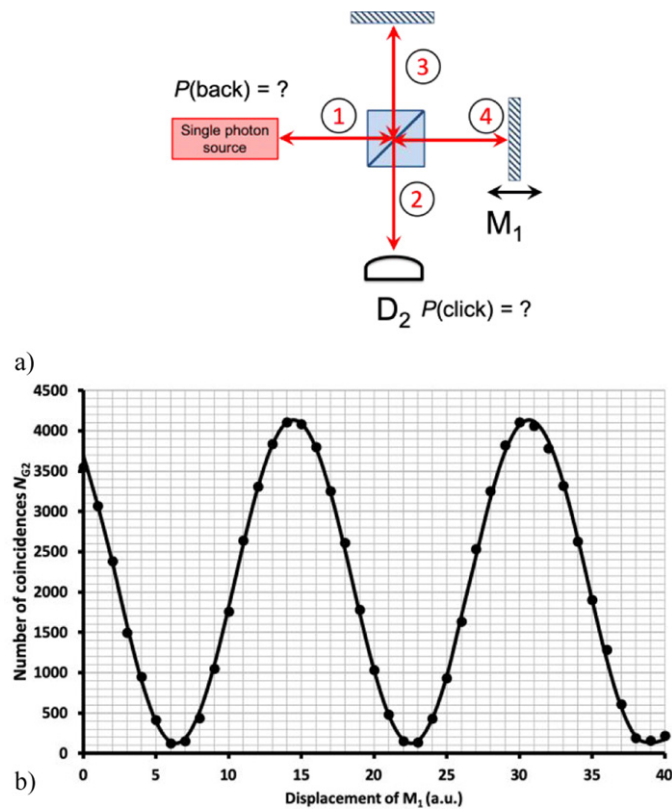 ③
P(back) = ?
①
④
Single photon
source
②
M₁
D₂ P(click) = ?
a)
4500
4000
3500
3000
2500
2000
1500
1000
500
0
Number of coincidences N_G2
0 5 10 15 20 25 30 35 40
b)
Displacement of M₁ (a.u.)